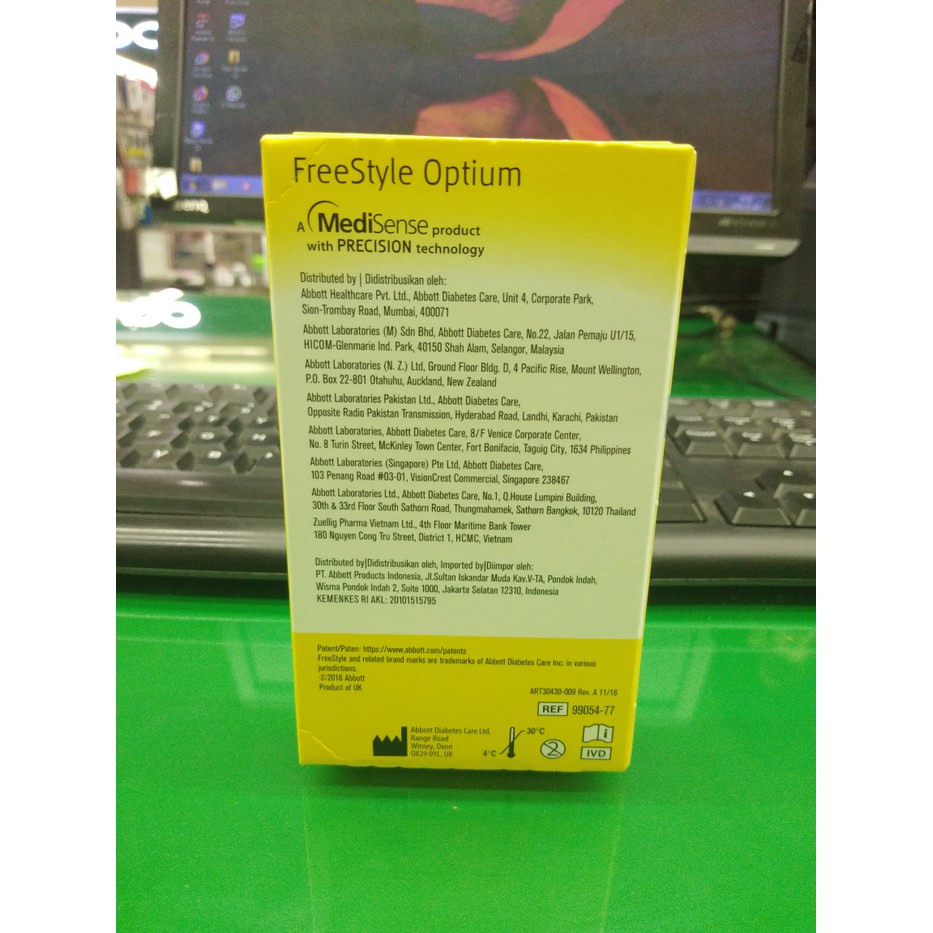 FreeStyle Optium
A MediSense product
with PRECISION technology
Distributed by | Didistribusikan oleh:
Abbott Healthcare Pvt. Ltd., Abbott Diabetes Care, Unit 4, Corporate Park,
Sion-Trombay Road, Mumbai, 400071
Abbott Laboratories (M) Sdn Bhd, Abbott Diabetes Care, No.22, Jalan Pemaju U1/15,
HICOM-Glenmarie Ind. Park, 40150 Shah Alam, Selangor, Malaysia
Abbott Laboratories (N. Z.) Ltd, Ground Floor Bldg. D, 4 Pacific Rise, Mount Wellington,
P.O. Box 22-801 Otahuhu, Auckland, New Zealand
Abbott Laboratories Pakistan Ltd., Abbott Diabetes Care,
Opposite Radio Pakistan Transmission, Hyderabad Road, Landhi, Karachi, Pakistan
Abbott Laboratories, Abbott Diabetes Care, 8/F Venice Corporate Center,
No. 8 Turin Street, McKinley Town Center, Fort Bonifacio, Taguig City, 1634 Philippines
Abbott Laboratories (Singapore) Pte Ltd, Abbott Diabetes Care,
103 Penang Road #03-01, VisionCrest Commercial, Singapore 238467
Abbott Laboratories Ltd., Abbott Diabetes Care, No.1, Q.House Lumpini Building,
30th & 33rd Floor South Sathorn Road, Thungmahamek, Sathorn Bangkok, 10120 Thailand
Zuellig Pharma Vietnam Ltd., 4th Floor Maritime Bank Tower
180 Nguyen Cong Tru Street, District 1, HCMC, Vietnam
Distributed by|Didistribusikan oleh, Imported by|Diimpor oleh:
PT. Abbott Products Indonesia, Jl.Sultan Iskandar Muda Kav.V-TA, Pondok Indah,
Wisma Pondok Indah 2, Suite 1000, Jakarta Selatan 12310, Indonesia
KEMENKES RI AKL: 20101515795
Patent/Paten: https://www.abbott.com/patents
FreeStyle and related brand marks are trademarks of Abbott Diabetes Care Inc. in various
jurisdictions.
©2016 Abbott
Product of UK
ART30430-009 Rev. A 11/16
REF 99054-77
Abbott Diabetes Care Ltd.
Range Road
Witney, Oxon
OX29 0YL, UK
4°C
30°C
2
i
IVD
BenQ